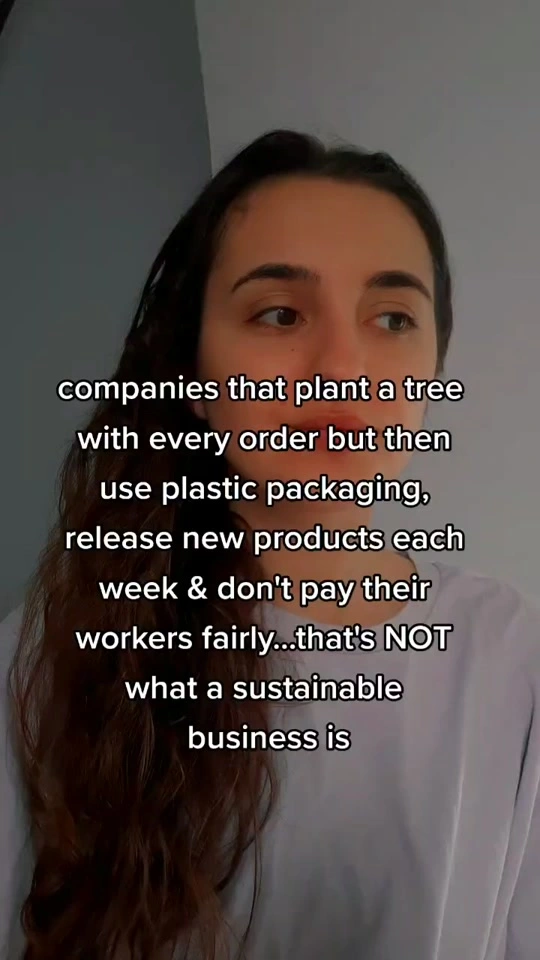 companies that plant a tree
with every order but then
use plastic packaging,
release new products each
week & don't pay their
workers fairly...that's NOT
what a sustainable
business is